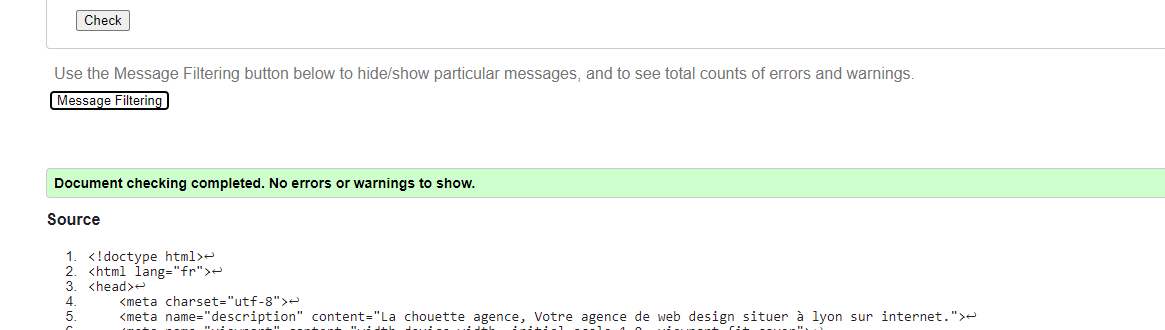 Check
Use the Message Filtering button below to hide/show particular messages, and to see total counts of errors and warnings.
Message Filtering
Document checking completed. No errors or warnings to show.
Source
1. <!doctype html>↩
2. <html lang="fr">↩
3. <head>↩
4. <meta charset="utf-8">↩
5. <meta name="description" content="La chouette agence, Votre agence de web design situer à lyon sur internet.">↩